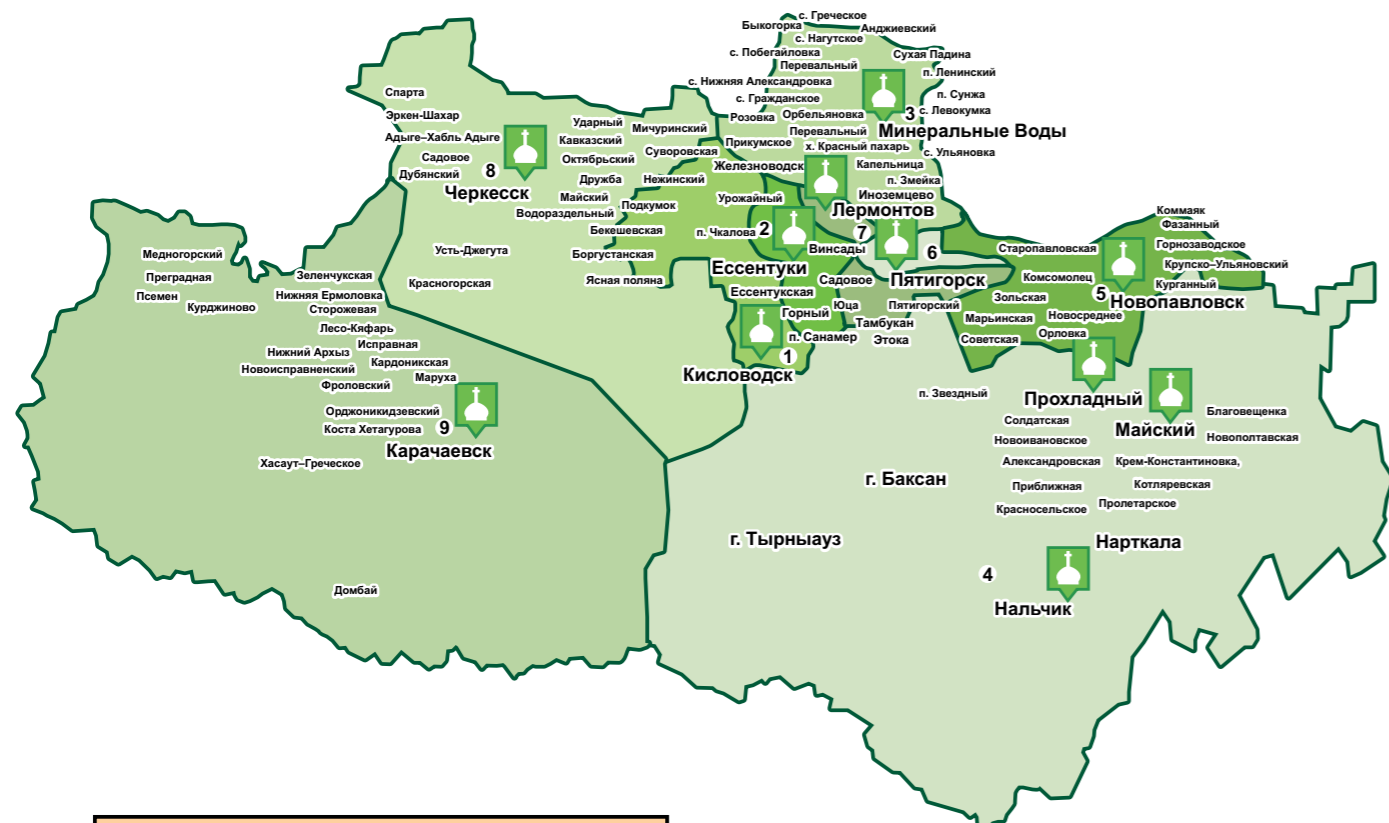 с. Греческое
Быкогорка
Анджиевский
с. Нагутское
с. Побегайловка
Сухая Падина
Перевальный
п. Ленинский
с. Нижняя Александровка
п. Сунжа
с. Гражданское
3
с. Левокумка
Розовка
Орбельяновка
Минеральные Воды
Перевальный
Прикумское
х. Красный пахарь
с. Ульяновка
Железноводск
Капельница
п. Змейка
Иноземцево
Лермонтов
7
6
Пятигорск
Спарта
Эркен-Шахар
Ударный
Мичуринский
Адыге–Хабль Адыге
Кавказский
Суворовская
Садовое
8
Октябрьский
Дубянский
Черкесск
Дружба
Нежинский
Майский
Подкумок
Водораздельный
Урожайный
Бекешевская
п. Чкалова
2
Усть-Джегута
Боргустанская
Ессентуки
Винсады
Красногорская
Ясная поляна
Ессентукская
Садовое
Горный
Юца
Пятигорский
п. Санамер
Тамбукан
Этока
1
Кисловодск
Коммаяк
Фазанный
Старопавловская
Горнозаводское
Крупско–Ульяновский
Комсомолец
Курганный
5
Новопавловск
Зольская
Марьинская
Новосреднее
Советская
Орловка
Медногорский
Преградная
Зеленчукская
Псемен
Нижняя Ермоловка
Курджиново
Сторожевая
Лесо-Кяфарь
Исправная
Нижний Архыз
Кардоникская
Новоисправненский
Маруха
Фроловский
Орджоникидзевский
Коста Хетагурова
9
Карачаевск
Хасаут–Греческое
Домбай
п. Звездный
Прохладный
Майский
Благовещенка
Солдатская
Новоивановское
Новополтавская
Александровская
Крем-Константиновка,
г. Баксан
Приближная
Котляревская
Красносельское
Пролетарское
г. Тырныауз
Нарткала
4
Нальчик